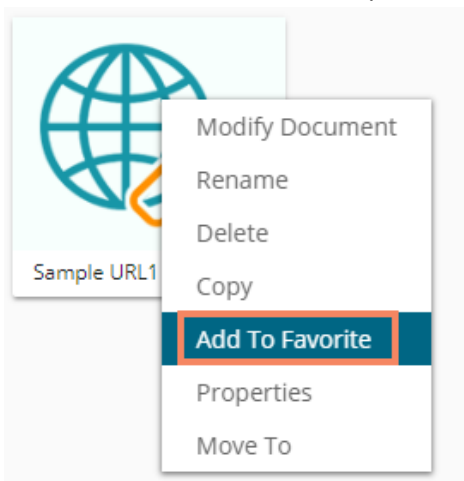 Modify Document
Rename
Delete
Sample URL1
Copy
Add To Favorite
Properties
Move To